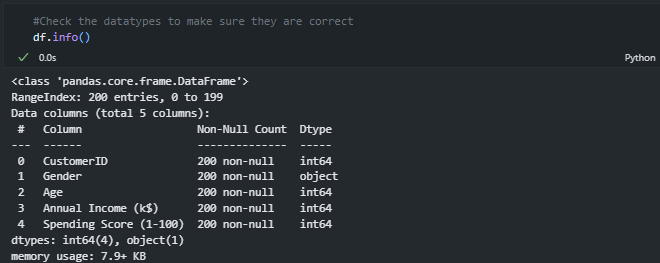 #Check the datatypes to make sure they are correct
df.info()
✓ 0.0s Python
<class 'pandas.core.frame.DataFrame'>
RangeIndex: 200 entries, 0 to 199
Data columns (total 5 columns):
 #   Column                  Non-Null Count  Dtype
---  ------                  --------------  -----
 0   CustomerID              200 non-null    int64
 1   Gender                  200 non-null    object
 2   Age                     200 non-null    int64
 3   Annual Income (k$)      200 non-null    int64
 4   Spending Score (1-100)  200 non-null    int64
dtypes: int64(4), object(1)
memory usage: 7.9+ KB